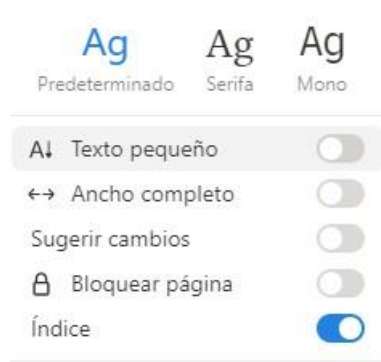 Ag Ag Ag
Predeterminado Serifa Mono
A↓ Texto pequeño
↔ Ancho completo
Sugerir cambios
Bloquear página
Índice